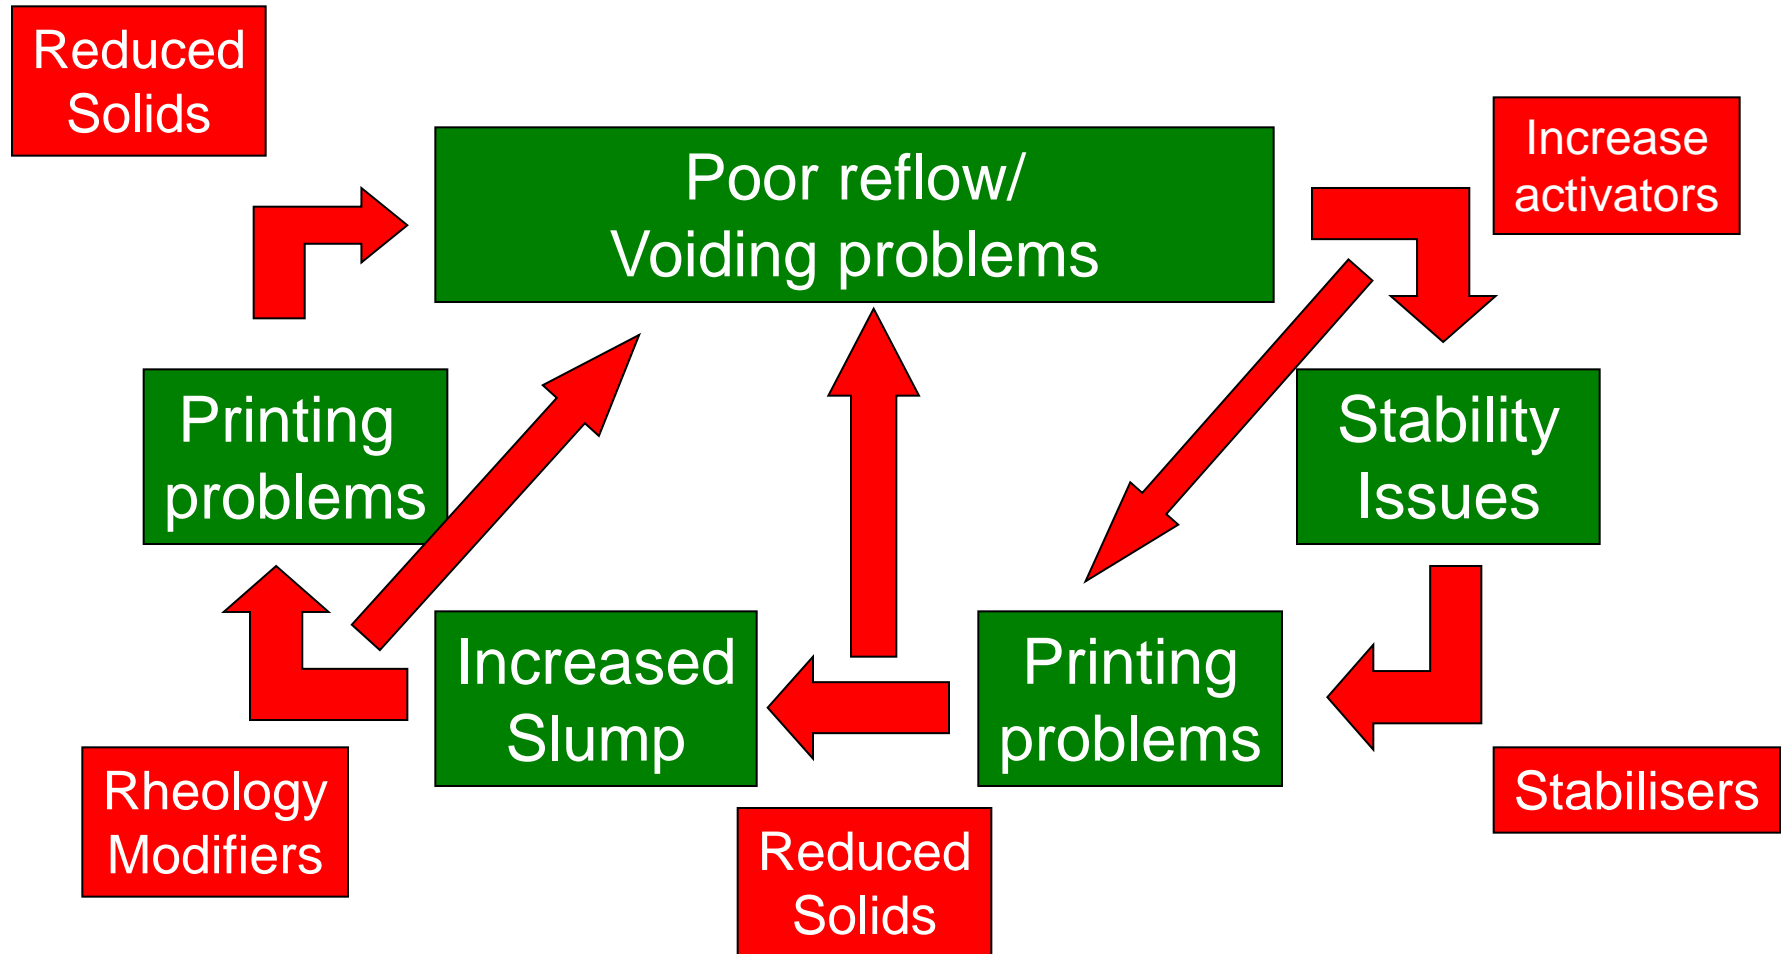 Reduced
Solids
Poor reflow/
Voiding problems
Increase
activators
Printing
problems
Stability
Issues
Increased
Slump
Printing
problems
Rheology
Modifiers
Reduced
Solids
Stabilisers